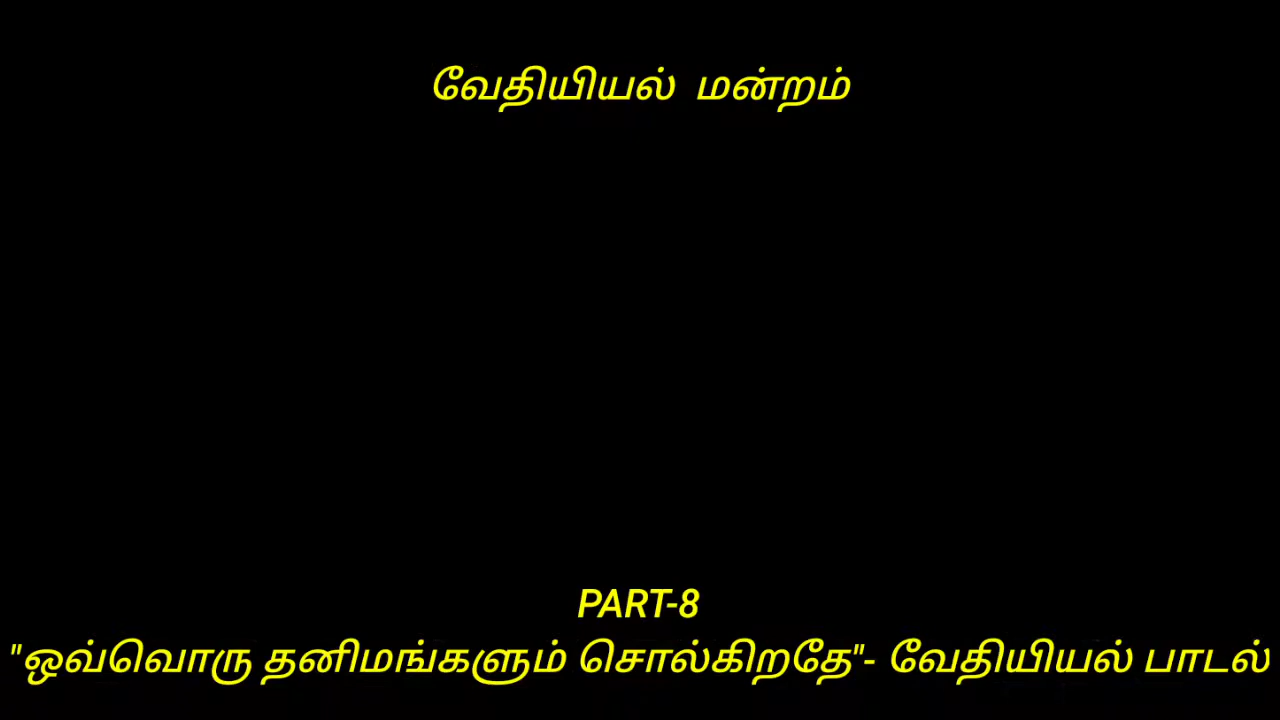 வேதியியல் மன்றம்
PART-8
"ஒவ்வொரு தனிமங்களும் சொல்கிறதே"- வேதியியல் பாடல்